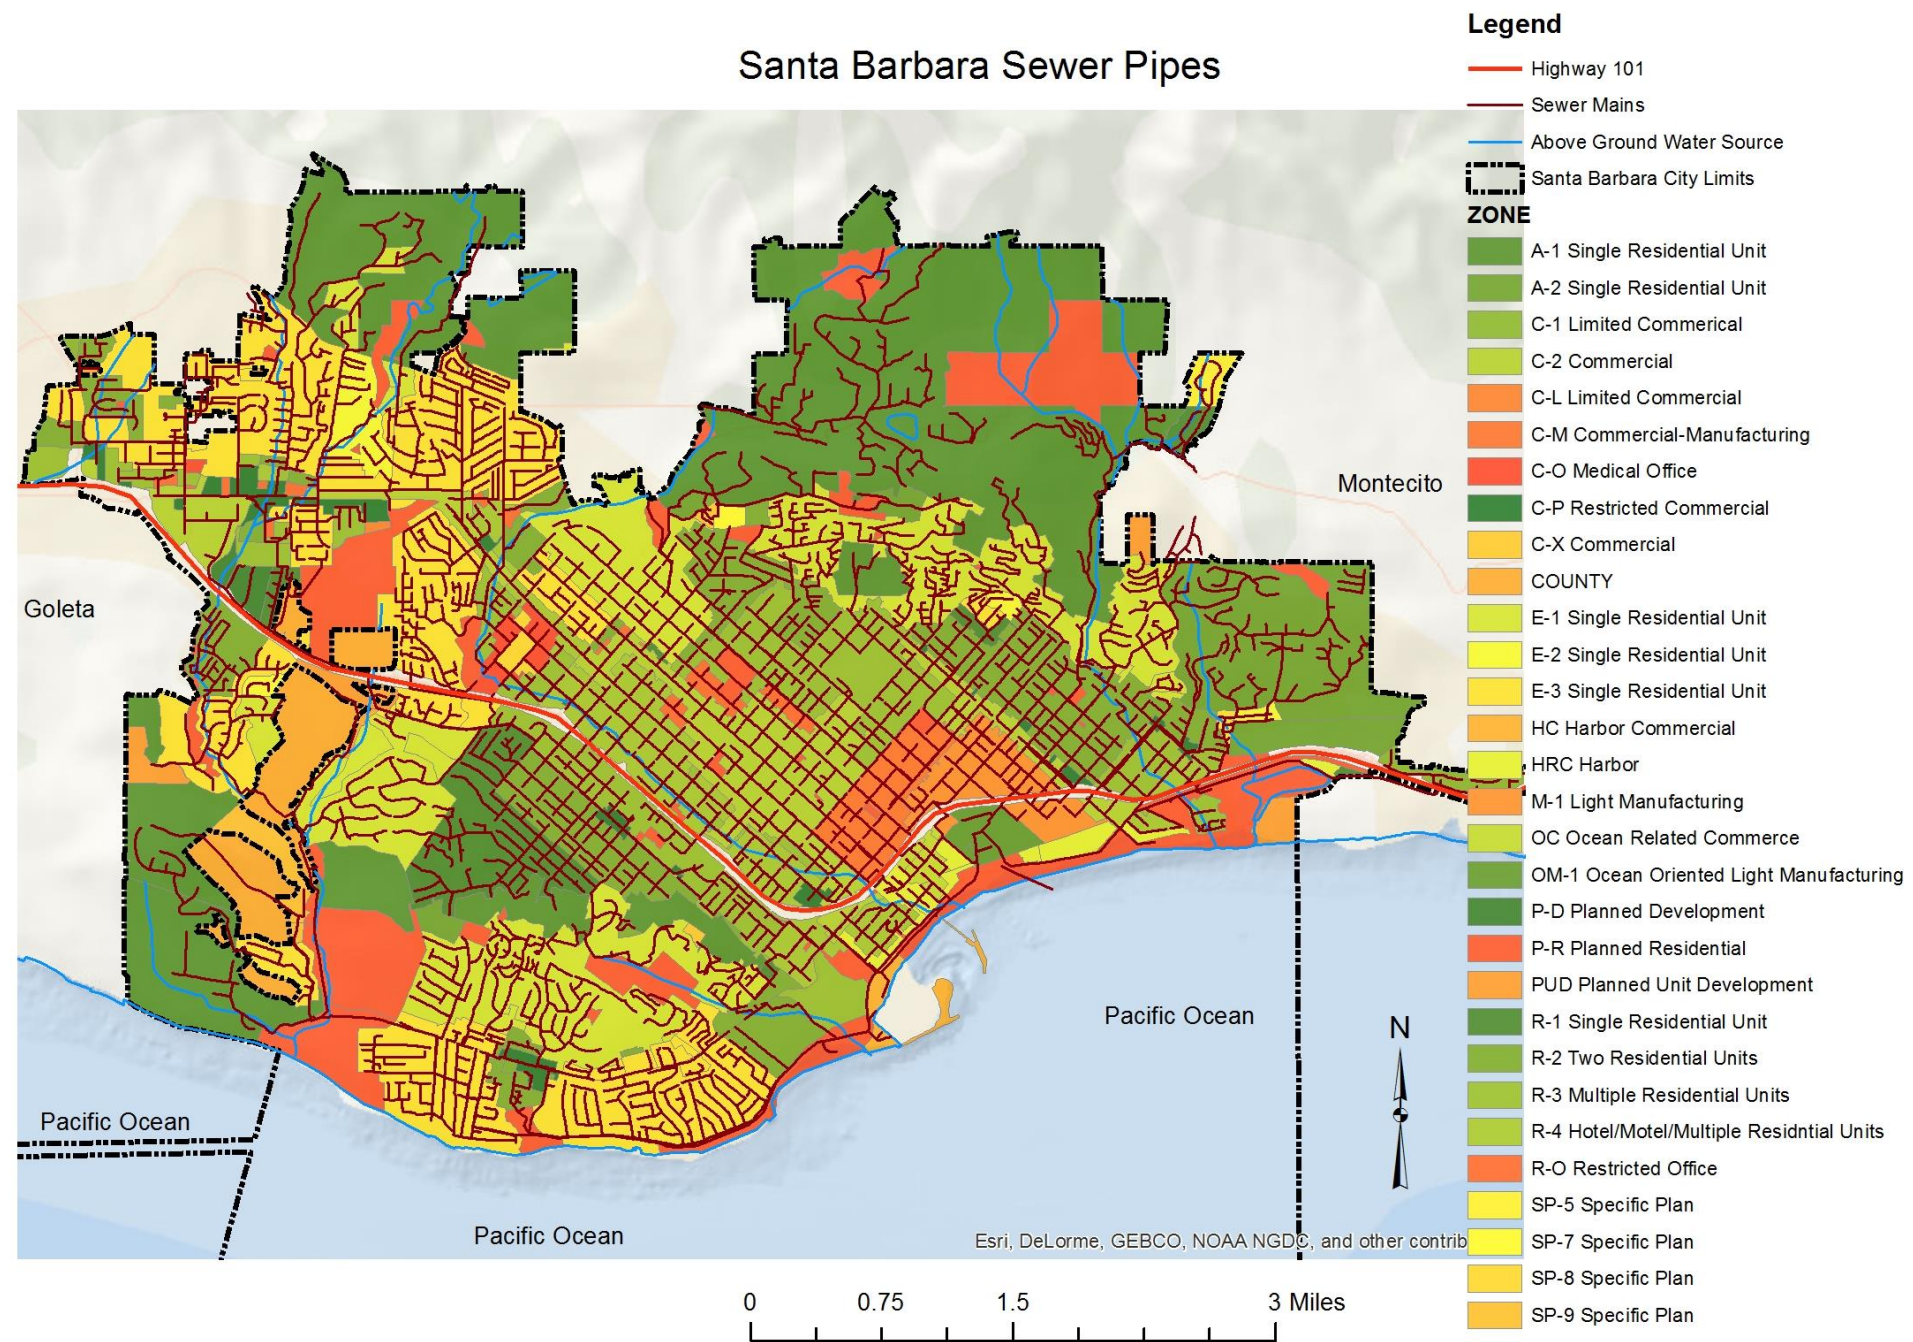 Santa Barbara Sewer Pipes
Legend
Highway 101
Sewer Mains
Above Ground Water Source
Santa Barbara City Limits
ZONE
A-1 Single Residential Unit
A-2 Single Residential Unit
C-1 Limited Commerical
C-2 Commercial
C-L Limited Commercial
C-M Commercial-Manufacturing
C-O Medical Office
C-P Restricted Commercial
C-X Commercial
COUNTY
E-1 Single Residential Unit
E-2 Single Residential Unit
E-3 Single Residential Unit
HC Harbor Commercial
HRC Harbor
M-1 Light Manufacturing
OC Ocean Related Commerce
OM-1 Ocean Oriented Light Manufacturing
P-D Planned Development
P-R Planned Residential
PUD Planned Unit Development
R-1 Single Residential Unit
R-2 Two Residential Units
R-3 Multiple Residential Units
R-4 Hotel/Motel/Multiple Residntial Units
R-O Restricted Office
SP-5 Specific Plan
SP-7 Specific Plan
SP-8 Specific Plan
SP-9 Specific Plan
Montecito
Goleta
Pacific Ocean
N
Pacific Ocean
Pacific Ocean
Esri, DeLorme, GEBCO, NOAA NGDC, and other contrib
0 0.75 1.5 3 Miles